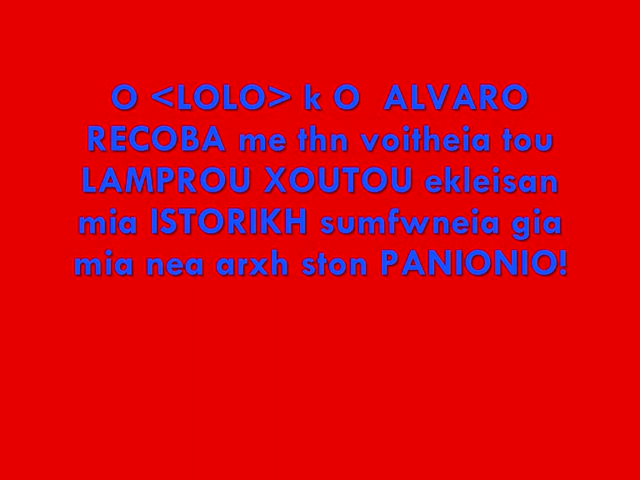 O <LOLO> k O  ALVARO
RECOBA me thn voitheia tou
LAMPROU XOUTOU ekleisan
mia ISTORIKH sumfwneia gia
mia nea arxh ston PANIONIO!